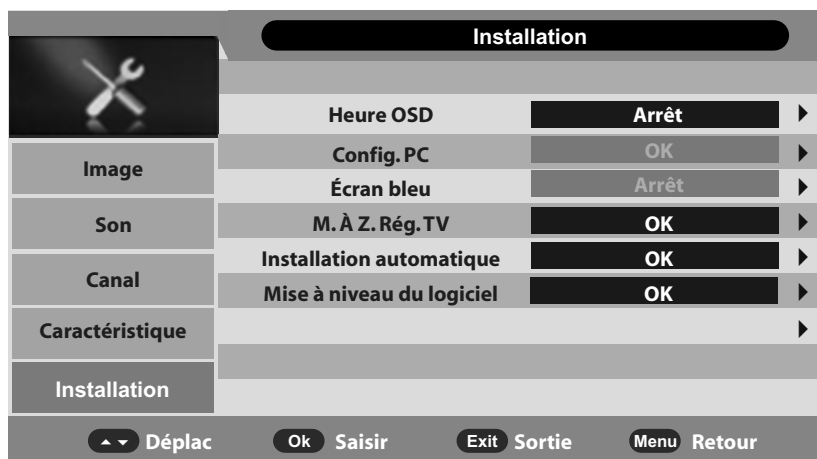 Installation
Heure OSD Arrêt
Config. PC OK
Écran bleu Arrêt
M. À Z. Rég. TV OK
Installation automatique OK
Mise à niveau du logiciel OK
Image
Son
Canal
Caractéristique
Installation
Déplac Ok Saisir Exit Sortie Menu Retour